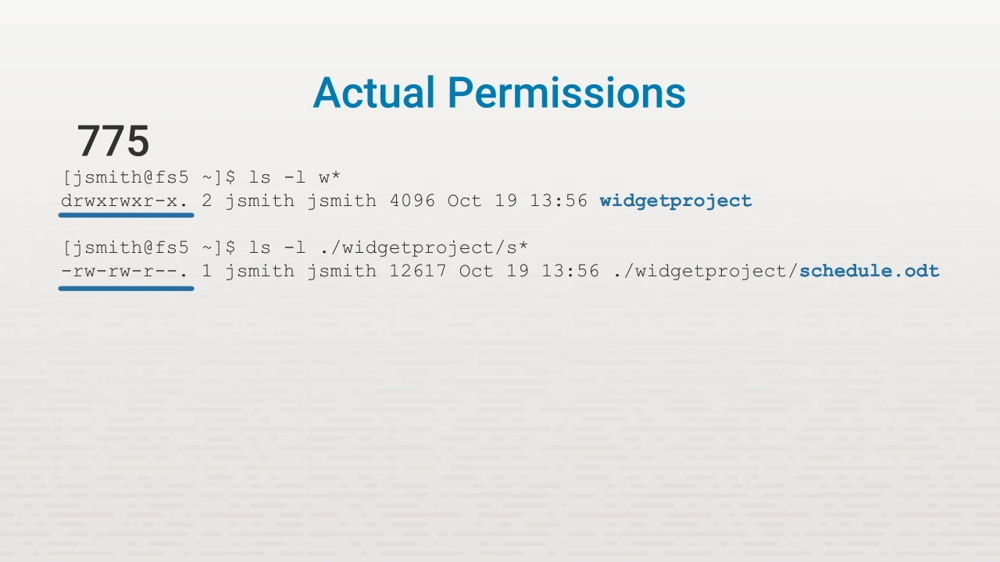 Actual Permissions
775
[jsmith@fs5 ~]$ ls -l w*
drwxrwxr-x. 2 jsmith jsmith 4096 Oct 19 13:56 widgetproject
[jsmith@fs5 ~]$ ls -l ./widgetproject/s*
-rw-rw-r--. 1 jsmith jsmith 12617 Oct 19 13:56 ./widgetproject/schedule.odt